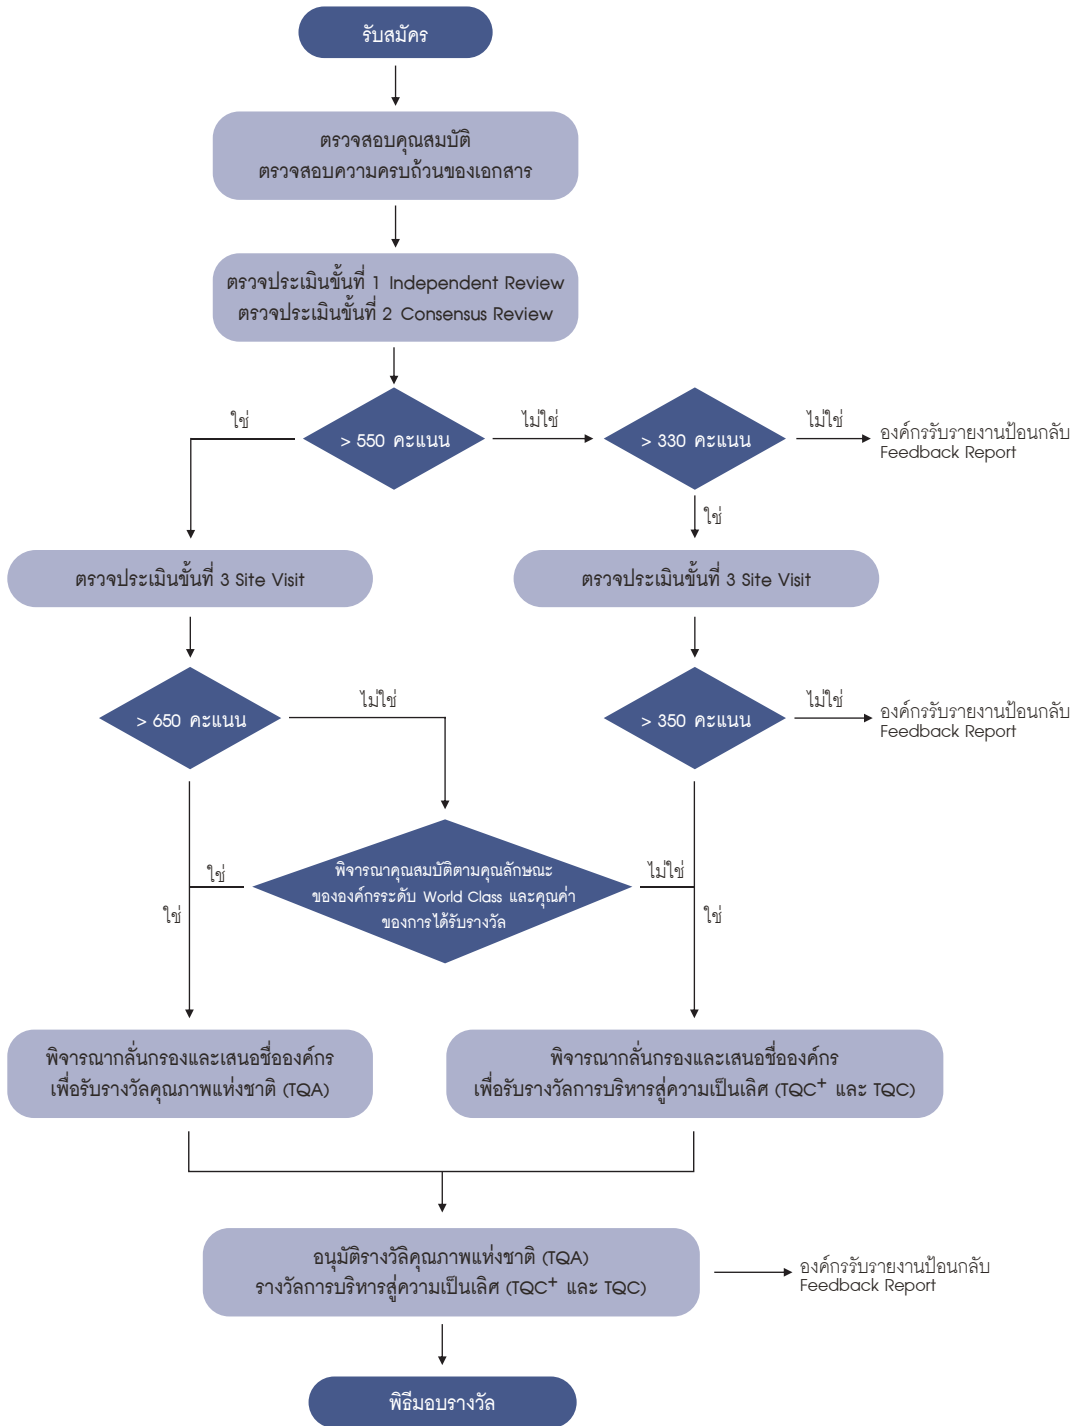 รับสมัคร
ตรวจสอบคุณสมบัติ
ตรวจสอบความครบถ้วนของเอกสาร
ตรวจประเมินขั้นที่ 1 Independent Review
ตรวจประเมินขั้นที่ 2 Consensus Review
ใช่
> 550 คะแนน
ไม่ใช่
> 330 คะแนน
ไม่ใช่
องค์กรรับรายงานป้อนกลับ
Feedback Report
ใช่
ตรวจประเมินขั้นที่ 3 Site Visit
ตรวจประเมินขั้นที่ 3 Site Visit
> 650 คะแนน
ไม่ใช่
> 350 คะแนน
ไม่ใช่
องค์กรรับรายงานป้อนกลับ
Feedback Report
ใช่
พิจารณาคุณสมบัติตามคุณลักษณะ
ขององค์กรระดับ World Class และคุณค่า
ของการได้รับรางวัล
ไม่ใช่
ใช่
ใช่
พิจารณากลั่นกรองและเสนอชื่อองค์กร
เพื่อรับรางวัลคุณภาพแห่งชาติ (TQA)
พิจารณากลั่นกรองและเสนอชื่อองค์กร
เพื่อรับรางวัลการบริหารสู่ความเป็นเลิศ (TQC⁺ และ TQC)
อนุมัติรางวัลิคุณภาพแห่งชาติ (TQA)
รางวัลการบริหารสู่ความเป็นเลิศ (TQC⁺ และ TQC)
องค์กรรับรายงานป้อนกลับ
Feedback Report
พิธีมอบรางวัล